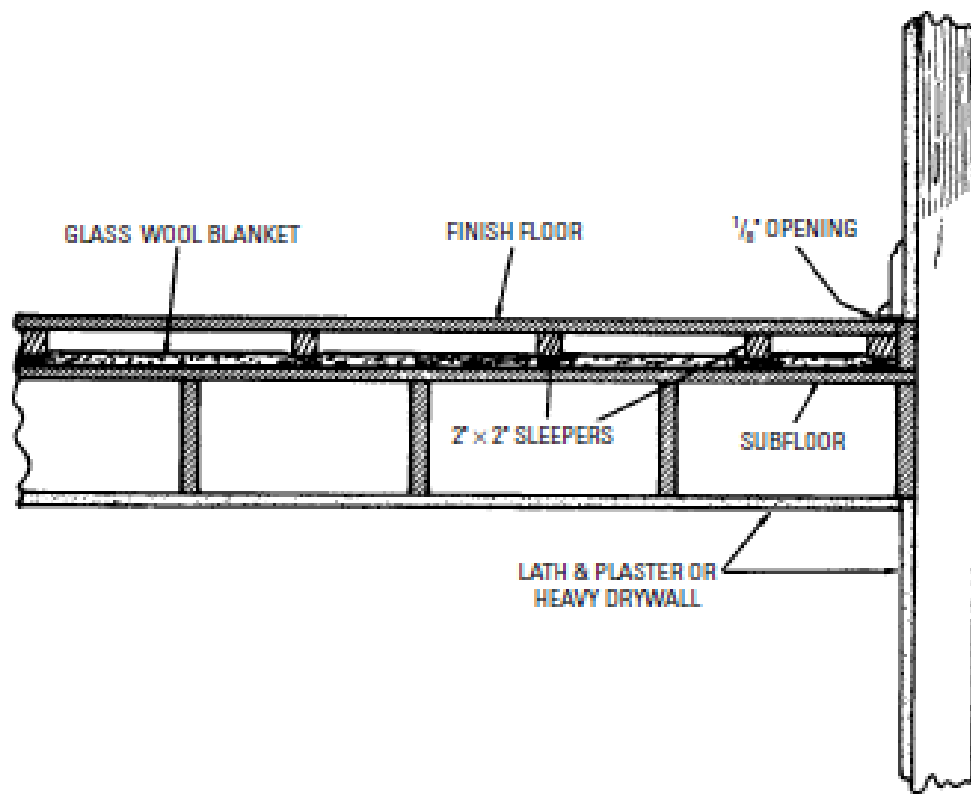 GLASS WOOL BLANKET
FINISH FLOOR
1/8" OPENING
2" × 2" SLEEPERS
SUBFLOOR
LATH & PLASTER OR
HEAVY DRYWALL